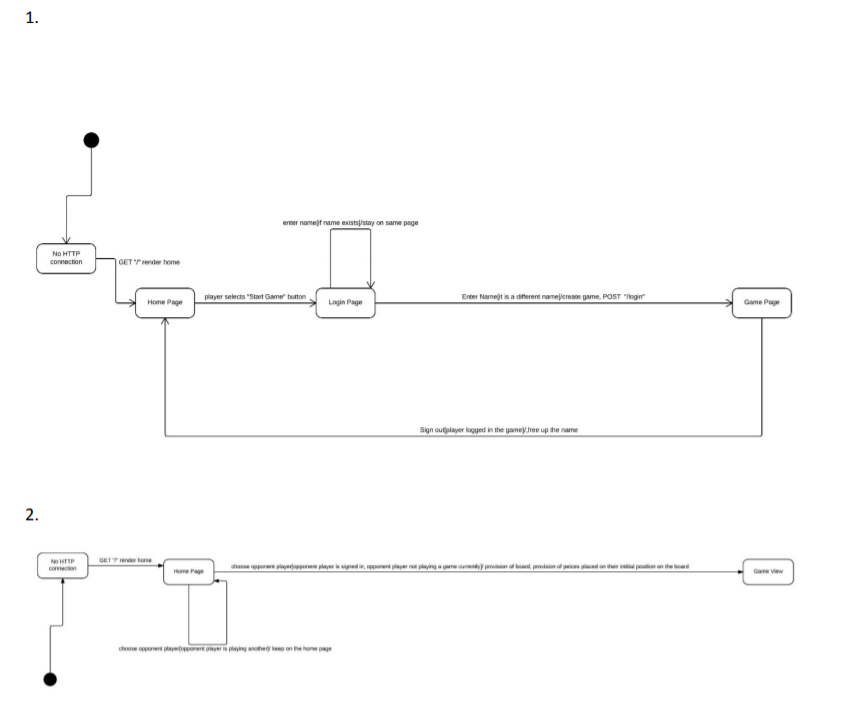 1.
enter name[if name exists]/stay on same page
No HTTP
connection
GET "/" render home
Home Page
player selects "Start Game" button
Login Page
Enter Name[it is a different name]/create game, POST "/login"
Game Page
Sign out[player logged in the game]/,free up the name
2.
No HTTP
connection
GET "/" render home
Home Page
choose opponent player[opponent player is signed in, opponent player not playing a game currently]/ provision of board, provision of peices placed on their initial position on the board
Game View
choose opponent player[opponent player is playing another]/ keep on the home page